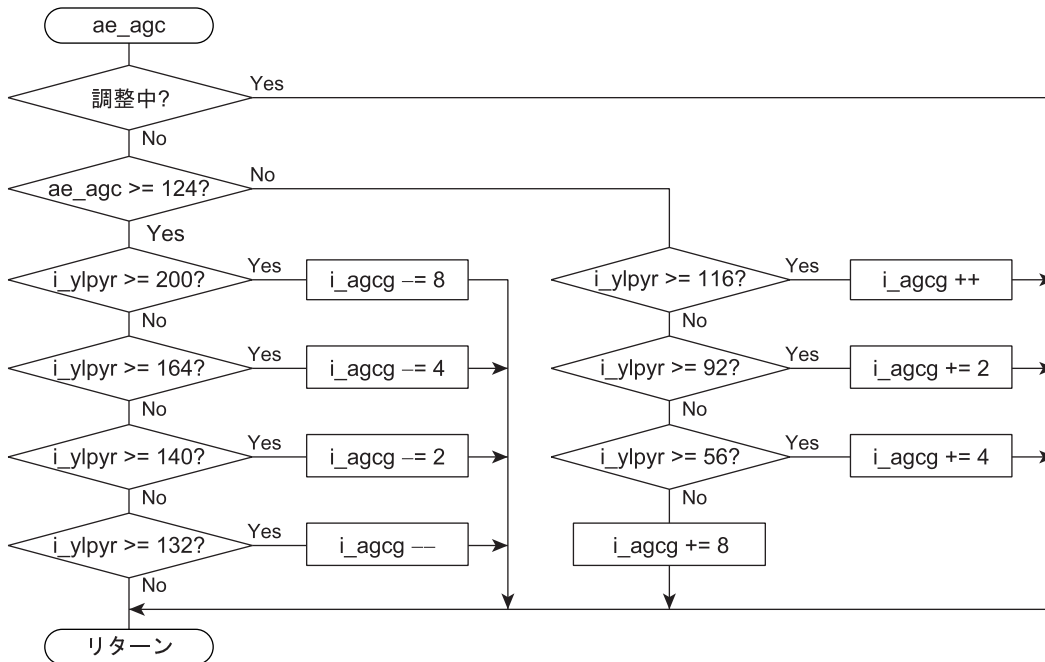 ae_agc
調整中?
Yes
No
ae_agc >= 124?
No
Yes
i_ylpyr >= 200?
Yes
i_agcg −= 8
No
i_ylpyr >= 164?
Yes
i_agcg −= 4
No
i_ylpyr >= 140?
Yes
i_agcg −= 2
No
i_ylpyr >= 132?
Yes
i_agcg −−
No
i_ylpyr >= 116?
Yes
i_agcg ++
No
i_ylpyr >= 92?
Yes
i_agcg += 2
No
i_ylpyr >= 56?
Yes
i_agcg += 4
No
i_agcg += 8
リターン